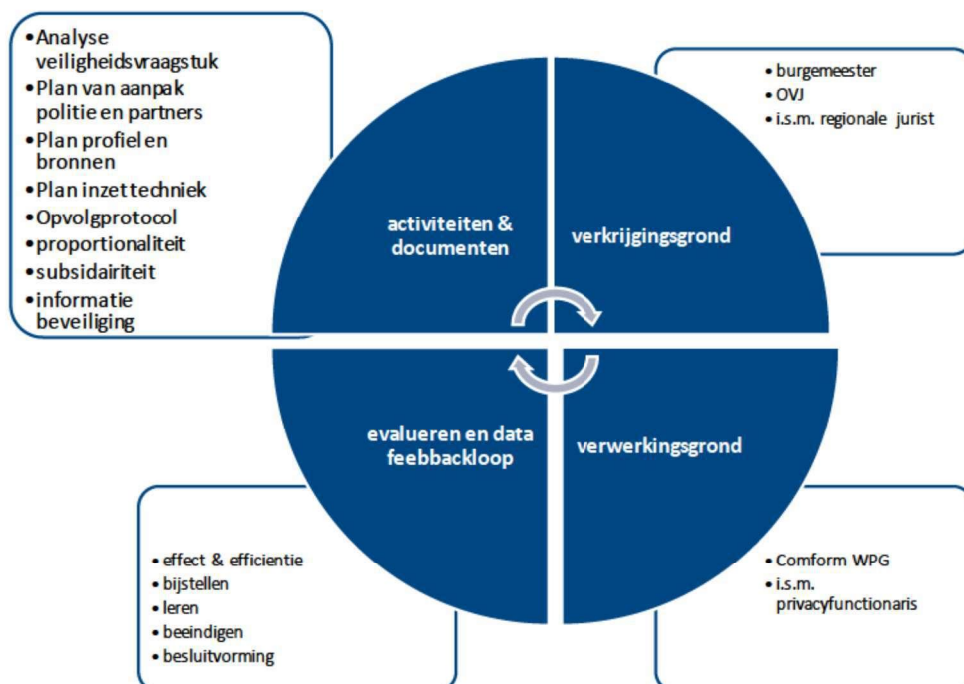 •Analyse
veiligheidsvraagstuk
•Plan van aanpak
politie en partners
•Plan profiel en
bronnen
•Plan inzet techniek
•Opvolgprotocol
•proportionaliteit
•subsidairiteit
•informatie
beveiliging
• burgemeester
• OVJ
• i.s.m. regionale jurist
activiteiten &
documenten
verkrijgingsgrond
evalueren en data
feebbackloop
verwerkingsgrond
• effect & efficientie
• bijstellen
• leren
• beeindigen
• besluitvorming
• Comform WPG
• i.s.m.
privacyfunctionaris